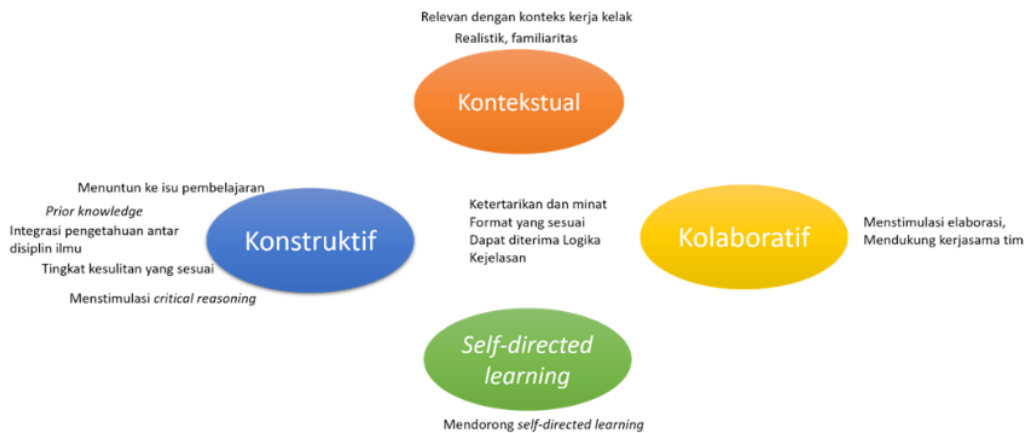 Relevan dengan konteks kerja kelak
Realistik, familiaritas
Kontekstual
Menuntun ke isu pembelajaran
Prior knowledge
Integrasi pengetahuan antar
disiplin ilmu
Tingkat kesulitan yang sesuai
Menstimulasi critical reasoning
Konstruktif
Ketertarikan dan minat
Format yang sesuai
Dapat diterima Logika
Kejelasan
Kolaboratif
Menstimulasi elaborasi,
Mendukung kerjasama tim
Self-directed
learning
Mendorong self-directed learning